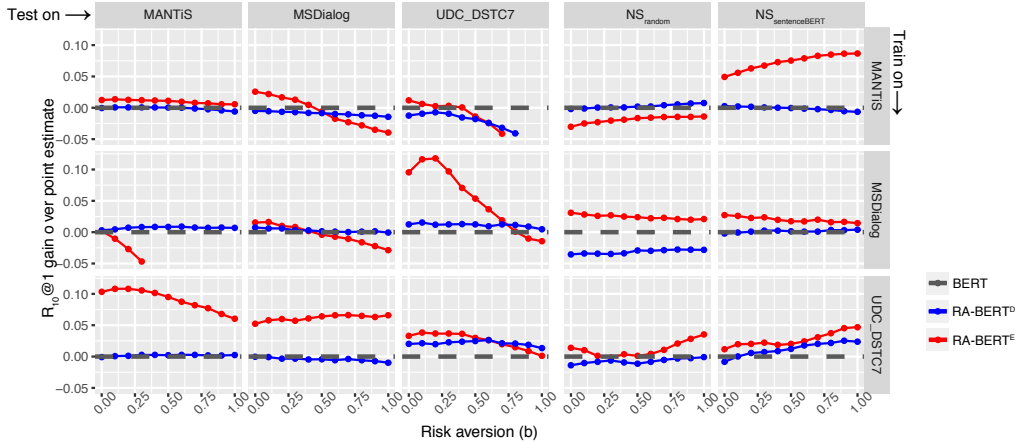 Test on
MANTiS
MSDialog
UDC_DSTC7
NS_random
NS_sentenceBERT
Train on
0.10
0.05
0.00
−0.05
MANTiS
0.10
0.05
0.00
−0.05
MSDialog
0.10
0.05
0.00
−0.05
UDC_DSTC7
R10 @1 gain o over point estimate
0.00 0.25 0.50 0.75 1.00
0.00 0.25 0.50 0.75 1.00
0.00 0.25 0.50 0.75 1.00
0.00 0.25 0.50 0.75 1.00
0.00 0.25 0.50 0.75 1.00
Risk aversion (b)
BERT
RA-BERTᴰ
RA-BERTᴱ